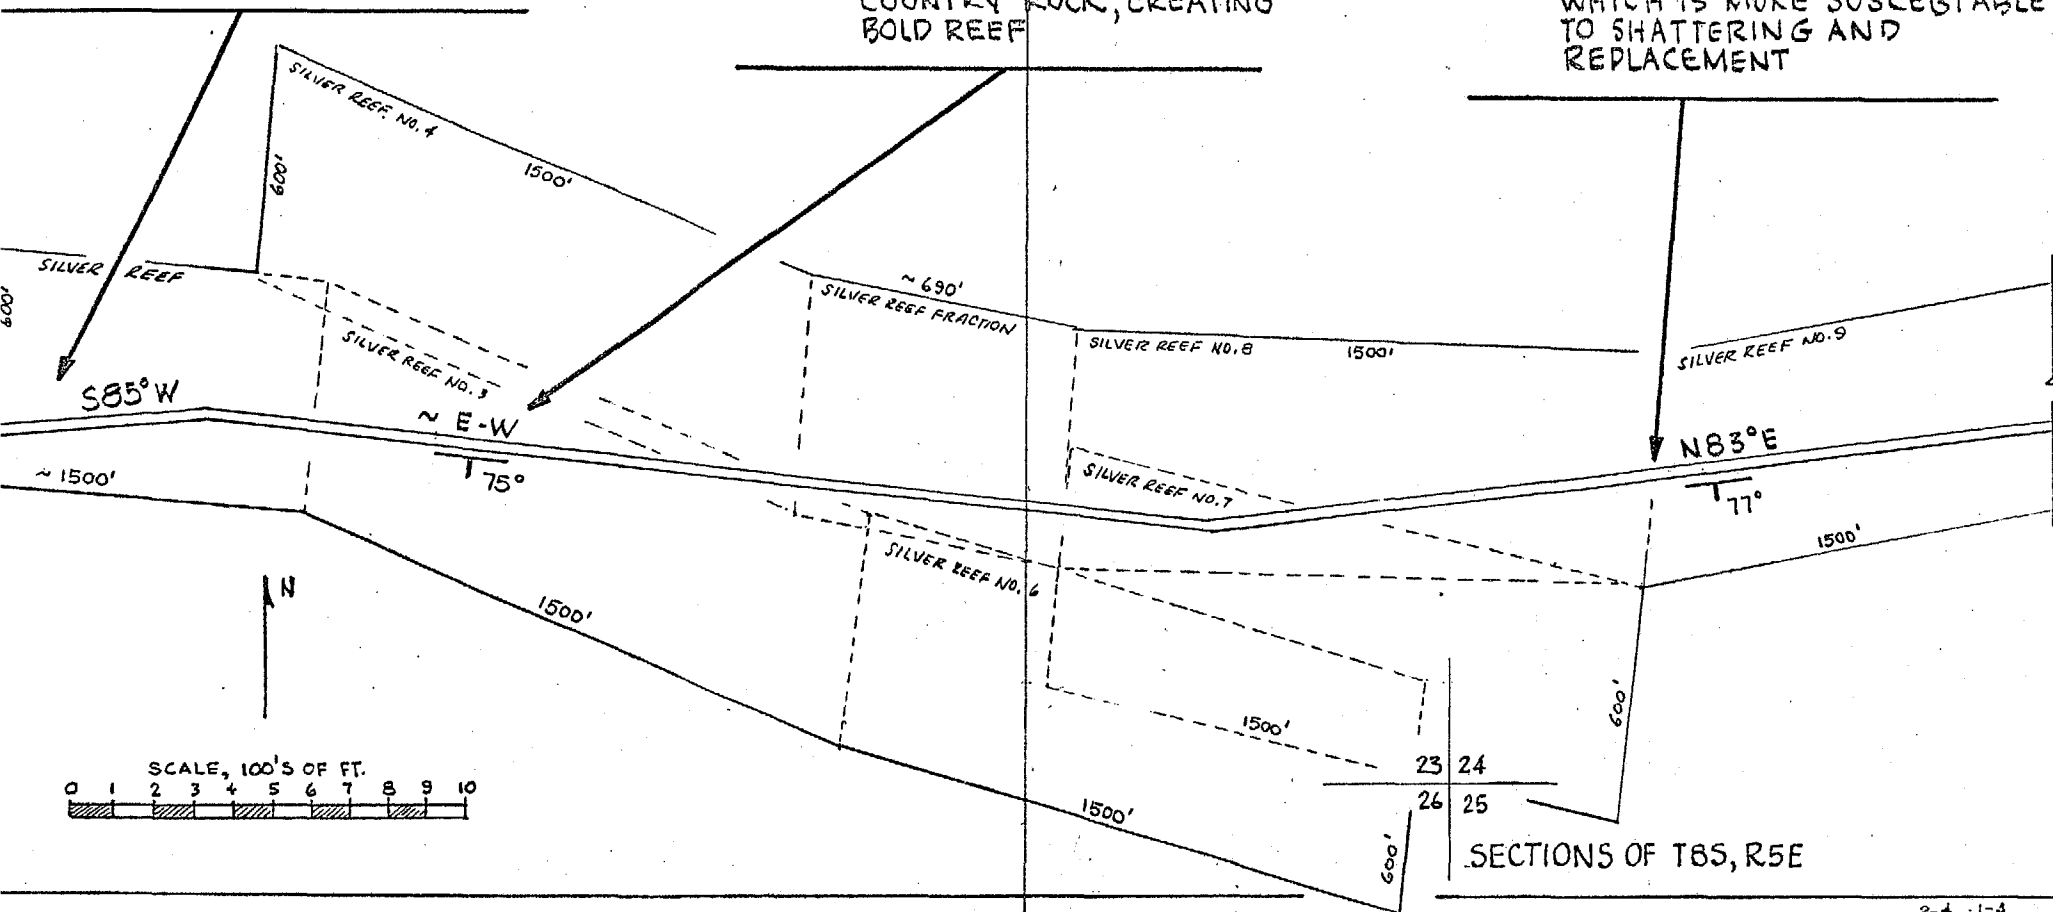 COUNTRY ROCK, CREATING
BOLD REEF
WHICH IS MORE SUSCEBTABLE
TO SHATTERING AND
REPLACEMENT
SILVER REEF NO. 4
600'
1500'
SILVER REEF
600'
SILVER REEF NO. 3
~ 690'
SILVER REEF FRACTION
SILVER REEF NO. 8
1500'
SILVER REEF NO. 9
S85°W
~ E-W
75°
N83°E
77°
~ 1500'
SILVER REEF NO. 7
SILVER REEF NO. 6
1500'
N
1500'
1500'
600'
SCALE, 100'S OF FT.
0 1 2 3 4 5 6 7 8 9 10
23 24
26 25
1500'
600'
SECTIONS OF T8S, R5E